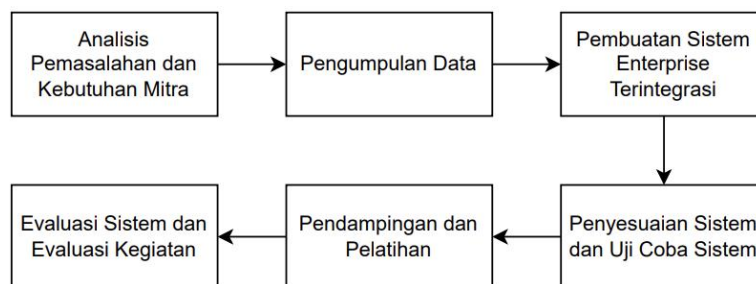 Analisis
Pemasalahan dan
Kebutuhan Mitra
Pengumpulan Data
Pembuatan Sistem
Enterprise
Terintegrasi
Penyesuaian Sistem
dan Uji Coba Sistem
Pendampingan dan
Pelatihan
Evaluasi Sistem dan
Evaluasi Kegiatan